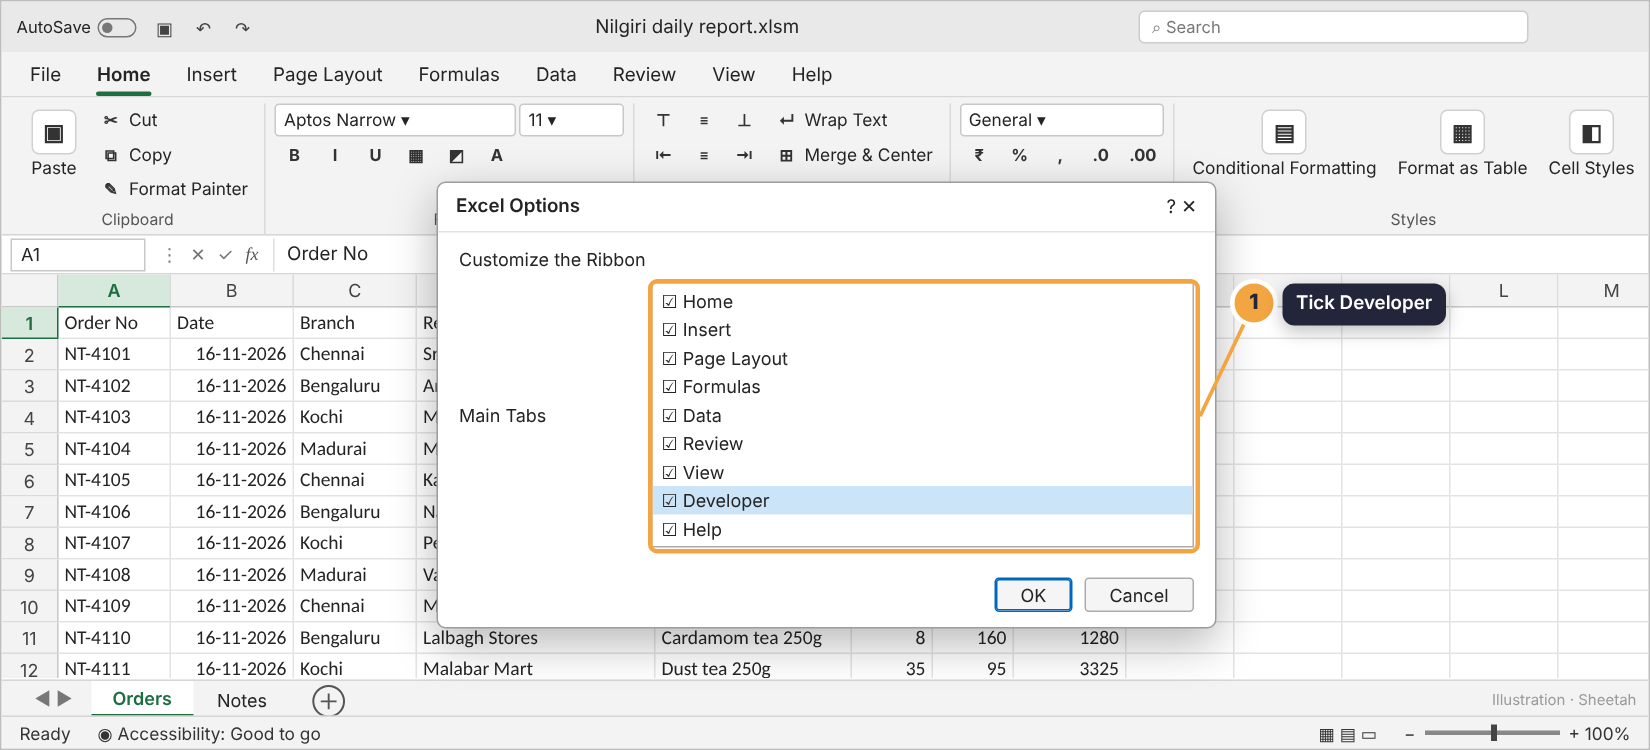 AutoSave
Nilgiri daily report.xlsm
Search
File Home Insert Page Layout Formulas Data Review View Help
Paste
Cut
Copy
Format Painter
Clipboard
Aptos Narrow ▾ 11 ▾
B I U A
Wrap Text
Merge & Center
General ▾
₹ % , .0 .00
Conditional Formatting Format as Table Cell Styles
Styles
A1 fx Order No
A B C L M
1 Order No Date Branch
2 NT-4101 16-11-2026 Chennai
3 NT-4102 16-11-2026 Bengaluru
4 NT-4103 16-11-2026 Kochi
5 NT-4104 16-11-2026 Madurai
6 NT-4105 16-11-2026 Chennai
7 NT-4106 16-11-2026 Bengaluru
8 NT-4107 16-11-2026 Kochi
9 NT-4108 16-11-2026 Madurai
10 NT-4109 16-11-2026 Chennai
11 NT-4110 16-11-2026 Bengaluru Lalbagh Stores Cardamom tea 250g 8 160 1280
12 NT-4111 16-11-2026 Kochi Malabar Mart Dust tea 250g 35 95 3325
Excel Options ? ✕
Customize the Ribbon
Main Tabs
☑ Home
☑ Insert
☑ Page Layout
☑ Formulas
☑ Data
☑ Review
☑ View
☑ Developer
☑ Help
OK Cancel
1 Tick Developer
Orders Notes
Illustration · Sheetah
Ready Accessibility: Good to go
− + 100%